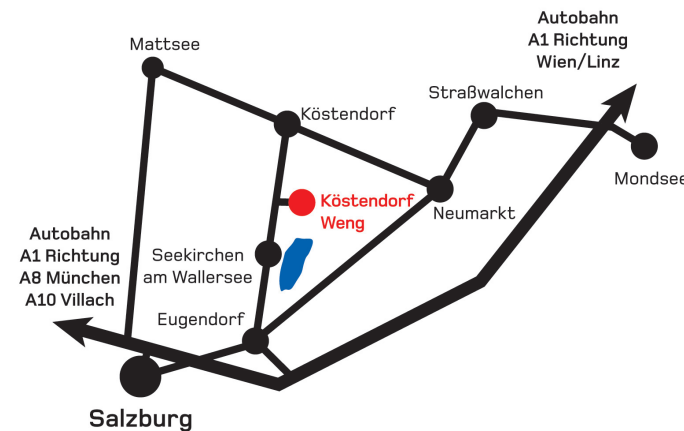 Autobahn
A1 Richtung
Wien/Linz
Mattsee
Straßwalchen
Köstendorf
Mondsee
Köstendorf
Weng
Neumarkt
Autobahn
A1 Richtung
A8 München
A10 Villach
Seekirchen
am Wallersee
Eugendorf
Salzburg